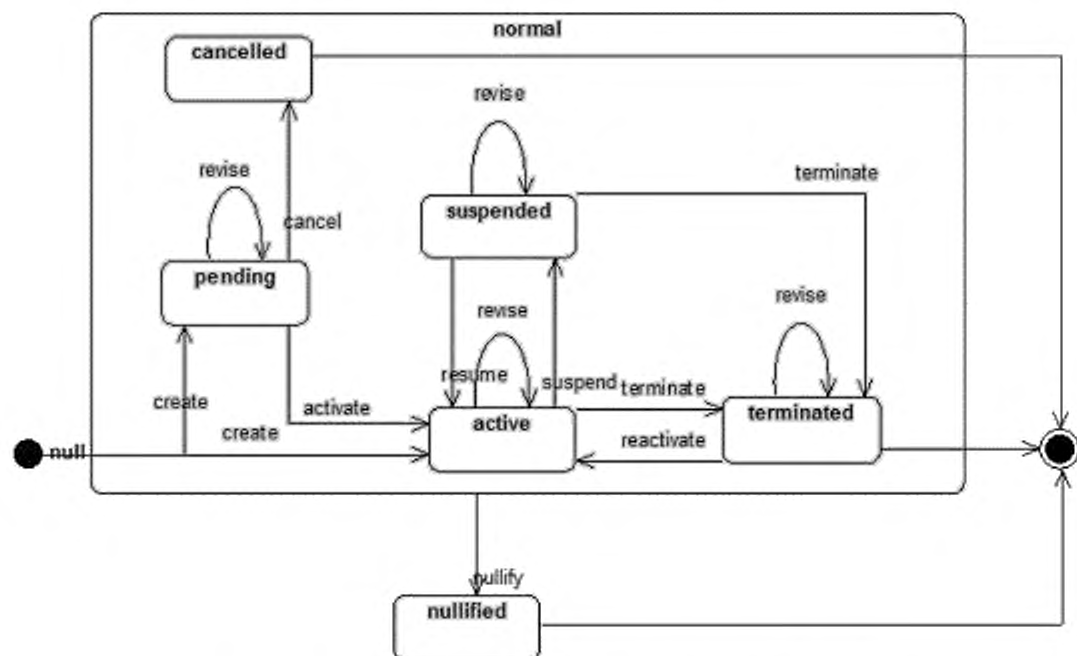 normal
cancelled
revise
revise
terminate
suspended
cancel
pending
revise
revise
resume
suspend
terminate
create
activate
terminated
active
create
reactivate
null
nullify
nullified